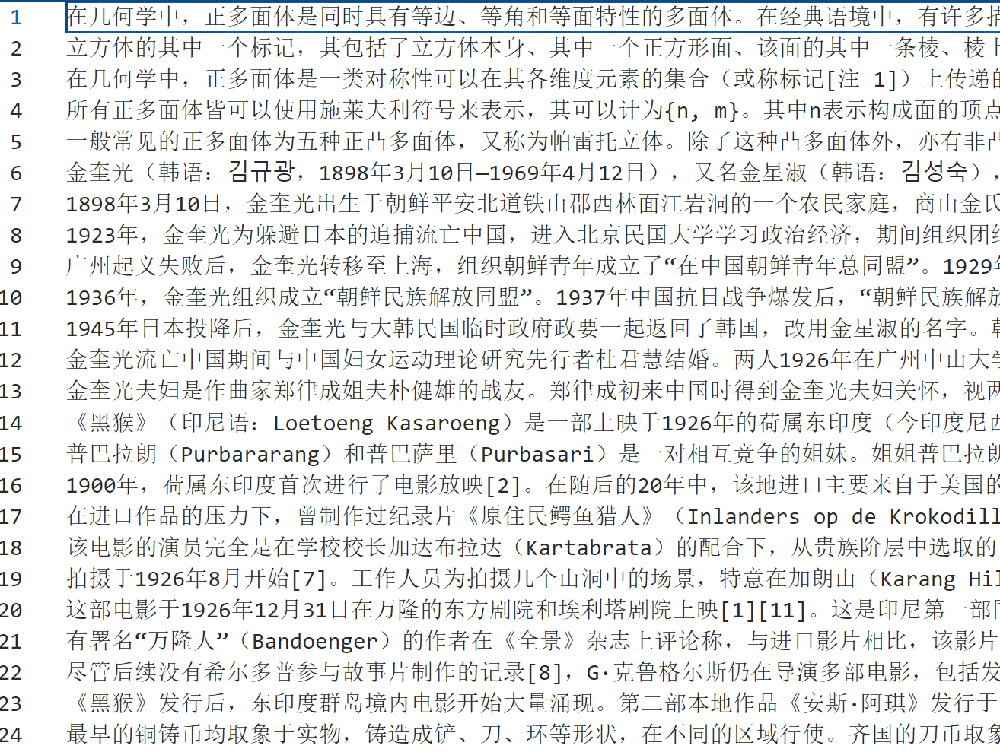 1 在几何学中，正多面体是同时具有等边、等角和等面特性的多面体。在经典语境中，有许多
2 立方体的其中一个标记，其包括了立方体本身、其中一个正方形面、该面的其中一条棱、棱上
3 在几何学中，正多面体是一类对称性可以在其各维度元素的集合（或称标记[注 1]）上传递的
4 所有正多面体皆可以使用施莱夫利符号来表示，其可以计为{n, m}。其中n表示构成面的顶点
5 一般常见的正多面体为五种正凸多面体，又称为帕雷托立体。除了这种凸多面体外，亦有非凸
6 金奎光（韩语：김규광，1898年3月10日—1969年4月12日），又名金星淑（韩语：김성숙），
7 1898年3月10日，金奎光出生于朝鲜平安北道铁山郡西林面江岩洞的一个农民家庭，商山金氏
8 1923年，金奎光为躲避日本的追捕流亡中国，进入北京民国大学学习政治经济，期间组织团结
9 广州起义失败后，金奎光转移至上海，组织朝鲜青年成立了“在中国朝鲜青年总同盟”。1929年
10 1936年，金奎光组织成立“朝鲜民族解放同盟”。1937年中国抗日战争爆发后，“朝鲜民族解放
11 1945年日本投降后，金奎光与大韩民国临时政府政要一起返回了韩国，改用金星淑的名字。韩
12 金奎光流亡中国期间与中国妇女运动理论研究先行者杜君慧结婚。两人1926年在广州中山大学
13 金奎光夫妇是作曲家郑律成姐夫朴健雄的战友。郑律成初来中国时得到金奎光夫妇关怀，视两
14 《黑猴》（印尼语：Loetoeng Kasaroeng）是一部上映于1926年的荷属东印度（今印度尼西
15 普巴拉朗（Purbararang）和普巴萨里（Purbasari）是一对相互竞争的姐妹。姐姐普巴拉朗
16 1900年，荷属东印度首次进行了电影放映[2]。在随后的20年中，该地进口主要来自于美国的
17 在进口作品的压力下，曾制作过纪录片《原住民鳄鱼猎人》（Inlanders op de Krokodill
18 该电影的演员完全是在学校校长加达布拉达（Kartabrata）的配合下，从贵族阶层中选取的
19 拍摄于1926年8月开始[7]。工作人员为拍摄几个山洞中的场景，特意在加朗山（Karang Hil
20 这部电影于1926年12月31日在万隆的东方剧院和埃利塔剧院上映[1][11]。这是印尼第一部国
21 有署名“万隆人”（Bandoenger）的作者在《全景》杂志上评论称，与进口影片相比，该影片
22 尽管后续没有希尔多普参与故事片制作的记录[8]，G·克鲁格尔斯仍在导演多部电影，包括发
23 《黑猴》发行后，东印度群岛境内电影开始大量涌现。第二部本地作品《安斯·阿琪》发行于
24 最早的铜铸币均取象于实物，铸造成铲、刀、环等形状，在不同的区域行使。齐国的刀币取象